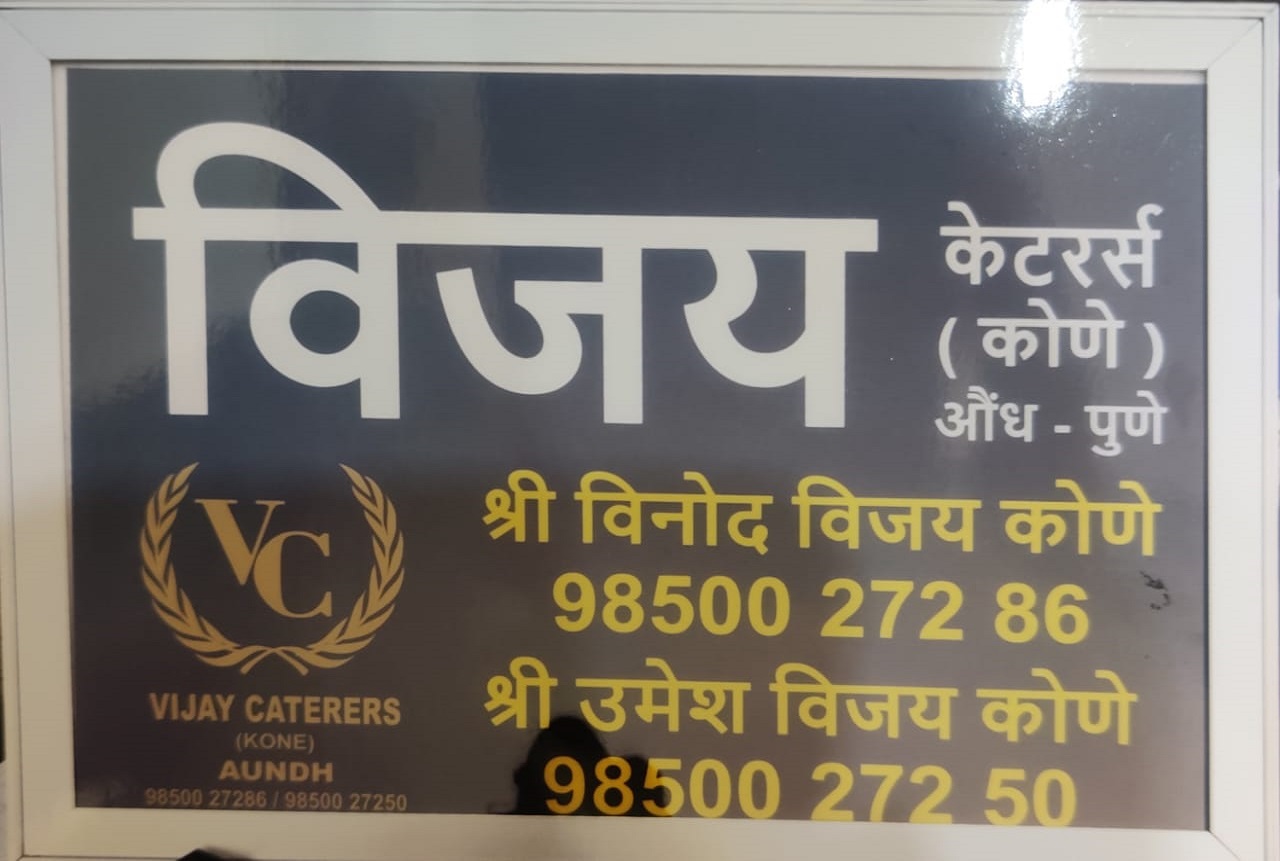 विजय
केटरर्स
( कोणे )
औंध - पुणे
VC
VIJAY CATERERS
(KONE)
AUNDH
98500 27286 / 98500 27250
श्री विनोद विजय कोणे
98500 272 86
श्री उमेश विजय कोणे
98500 272 50